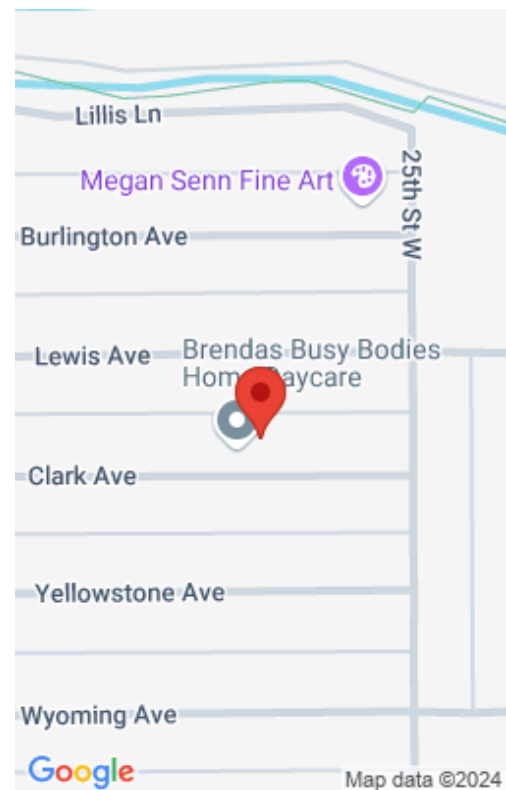 Lillis Ln
Megan Senn Fine Art
25th St W
Burlington Ave
Lewis Ave
Brendas Busy Bodies
Home Daycare
Clark Ave
Yellowstone Ave
Wyoming Ave
Google
Map data ©2024